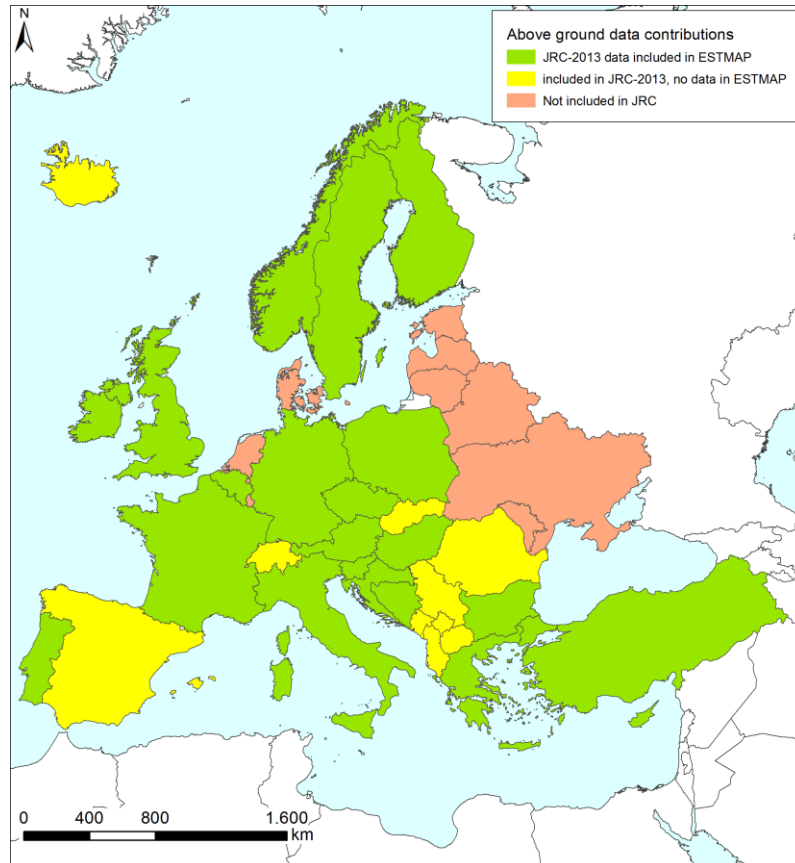 N
Above ground data contributions
JRC-2013 data included in ESTMAP
included in JRC-2013, no data in ESTMAP
Not included in JRC
0 400 800 1.600
km